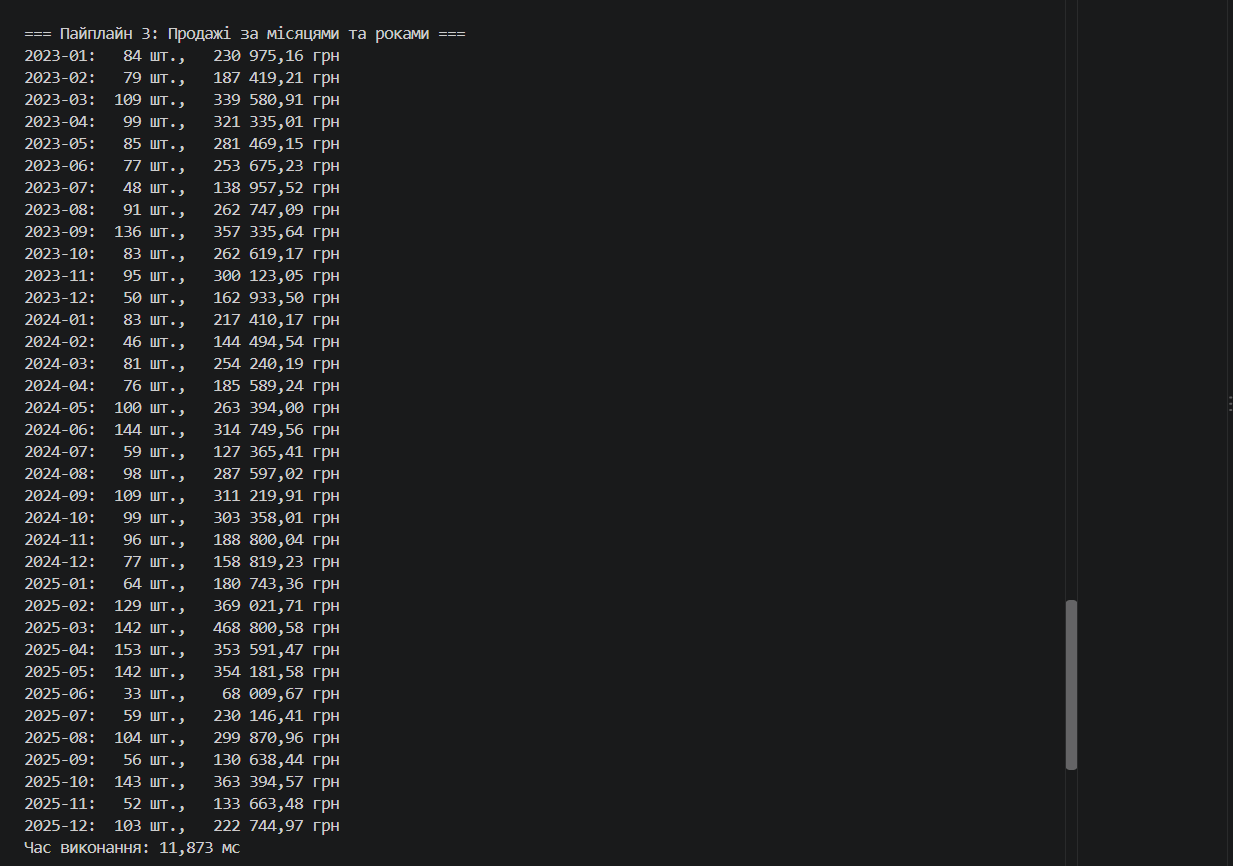 === Пайплайн 3: Продажі за місяцями та роками ===
2023-01:   84 шт.,   230 975,16 грн
2023-02:   79 шт.,   187 419,21 грн
2023-03:  109 шт.,   339 580,91 грн
2023-04:   99 шт.,   321 335,01 грн
2023-05:   85 шт.,   281 469,15 грн
2023-06:   77 шт.,   253 675,23 грн
2023-07:   48 шт.,   138 957,52 грн
2023-08:   91 шт.,   262 747,09 грн
2023-09:  136 шт.,   357 335,64 грн
2023-10:   83 шт.,   262 619,17 грн
2023-11:   95 шт.,   300 123,05 грн
2023-12:   50 шт.,   162 933,50 грн
2024-01:   83 шт.,   217 410,17 грн
2024-02:   46 шт.,   144 494,54 грн
2024-03:   81 шт.,   254 240,19 грн
2024-04:   76 шт.,   185 589,24 грн
2024-05:  100 шт.,   263 394,00 грн
2024-06:  144 шт.,   314 749,56 грн
2024-07:   59 шт.,   127 365,41 грн
2024-08:   98 шт.,   287 597,02 грн
2024-09:  109 шт.,   311 219,91 грн
2024-10:   99 шт.,   303 358,01 грн
2024-11:   96 шт.,   188 800,04 грн
2024-12:   77 шт.,   158 819,23 грн
2025-01:   64 шт.,   180 743,36 грн
2025-02:  129 шт.,   369 021,71 грн
2025-03:  142 шт.,   468 800,58 грн
2025-04:  153 шт.,   353 591,47 грн
2025-05:  142 шт.,   354 181,58 грн
2025-06:   33 шт.,    68 009,67 грн
2025-07:   59 шт.,   230 146,41 грн
2025-08:  104 шт.,   299 870,96 грн
2025-09:   56 шт.,   130 638,44 грн
2025-10:  143 шт.,   363 394,57 грн
2025-11:   52 шт.,   133 663,48 грн
2025-12:  103 шт.,   222 744,97 грн
Час виконання: 11,873 мс